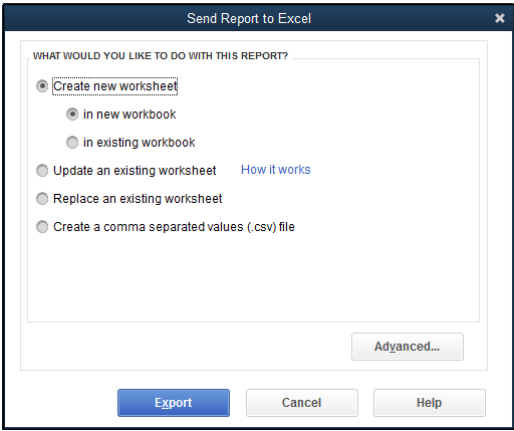 Send Report to Excel
WHAT WOULD YOU LIKE TO DO WITH THIS REPORT?
Create new worksheet
in new workbook
in existing workbook
Update an existing worksheet How it works
Replace an existing worksheet
Create a comma separated values (.csv) file
Advanced...
Export Cancel Help